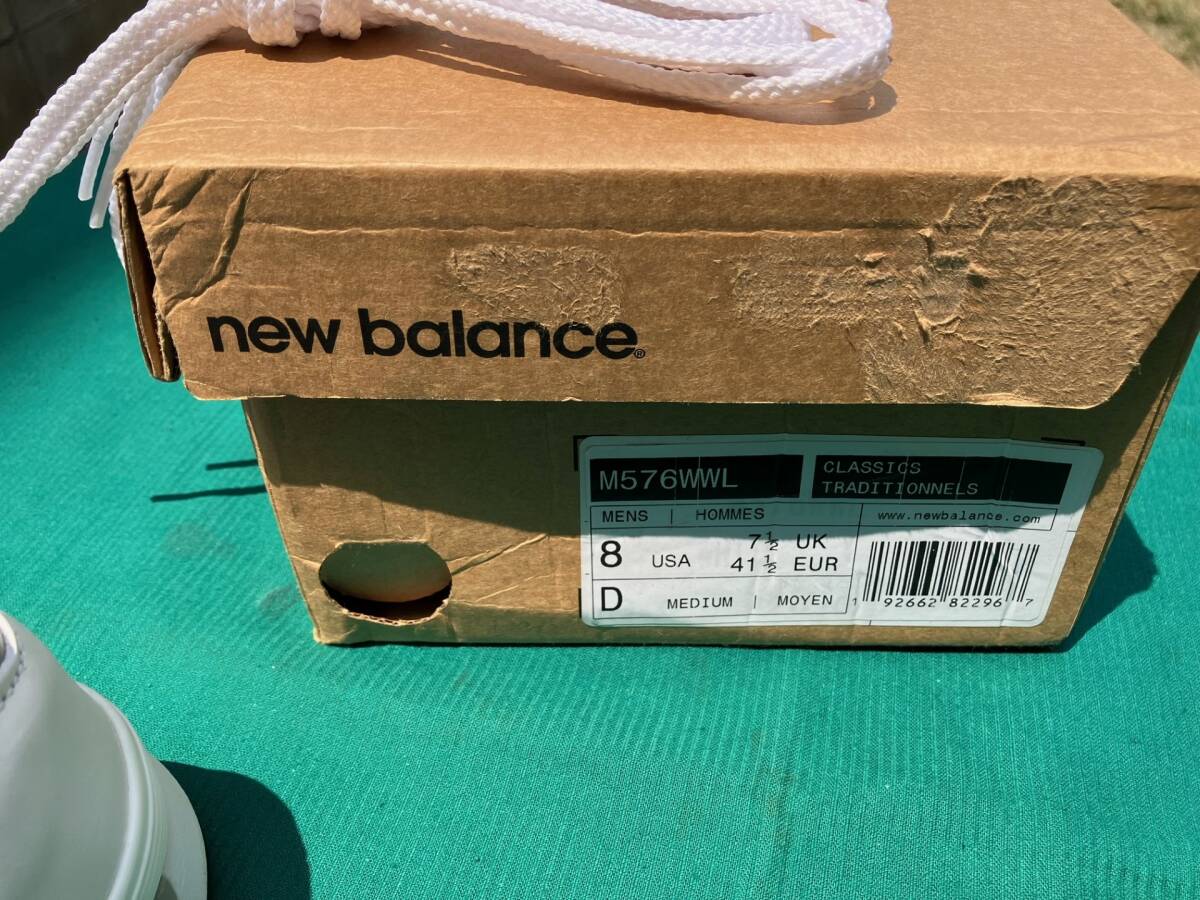 new balance®
M576WWL
CLASSICS
TRADITIONNELS
MENS | HOMMES
www.newbalance.com
8 USA 7½ UK
41½ EUR
D MEDIUM | MOYEN
1 92662 82296 7